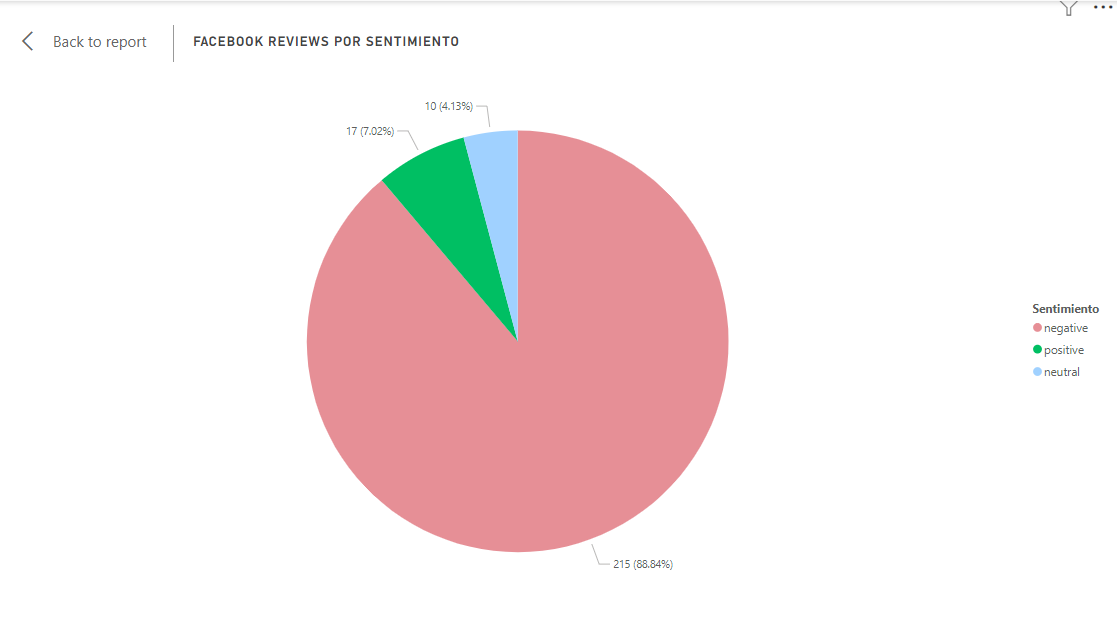 Back to report
FACEBOOK REVIEWS POR SENTIMIENTO
10 (4.13%)
17 (7.02%)
Sentimiento
negative
positive
neutral
215 (88.84%)